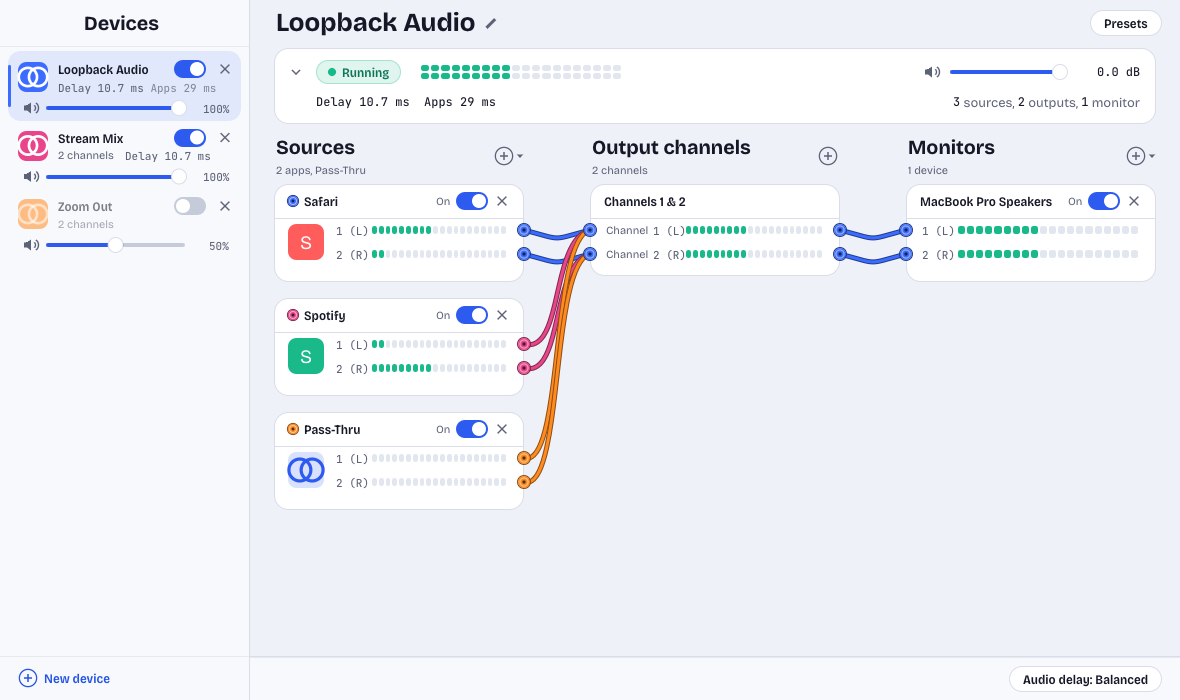 Devices
Loopback Audio
Delay 10.7 ms Apps 29 ms
100%
Stream Mix
2 channels Delay 10.7 ms
100%
Zoom Out
2 channels
50%
New device
Loopback Audio
Presets
Running
0.0 dB
Delay 10.7 ms Apps 29 ms
3 sources, 2 outputs, 1 monitor
Sources
2 apps, Pass-Thru
Safari On
S
1 (L)
2 (R)
Spotify On
S
1 (L)
2 (R)
Pass-Thru On
1 (L)
2 (R)
Output channels
2 channels
Channels 1 & 2
Channel 1 (L)
Channel 2 (R)
Monitors
1 device
MacBook Pro Speakers On
1 (L)
2 (R)
Audio delay: Balanced